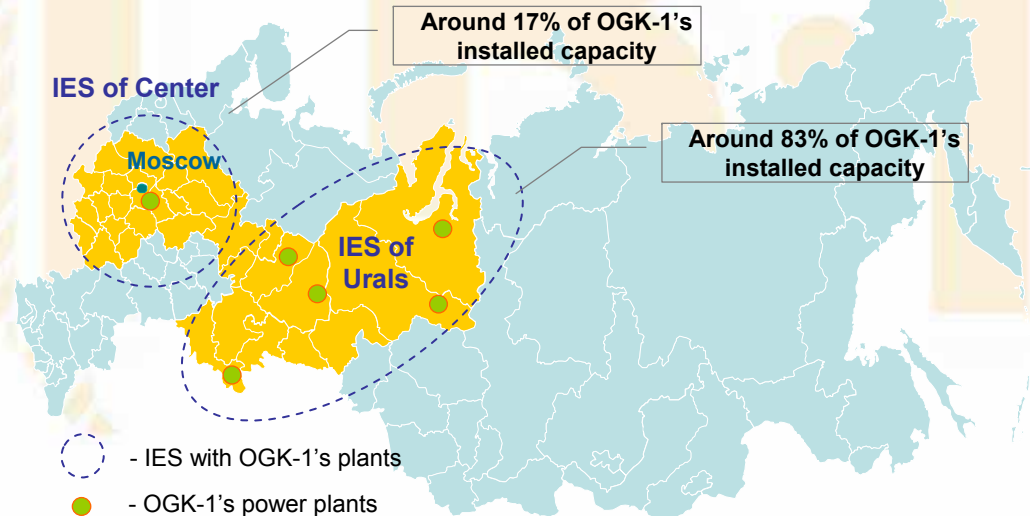 Around 17% of OGK-1's
installed capacity
IES of Center
Around 83% of OGK-1's
installed capacity
Moscow
IES of
Urals
- IES with OGK-1's plants
- OGK-1's power plants